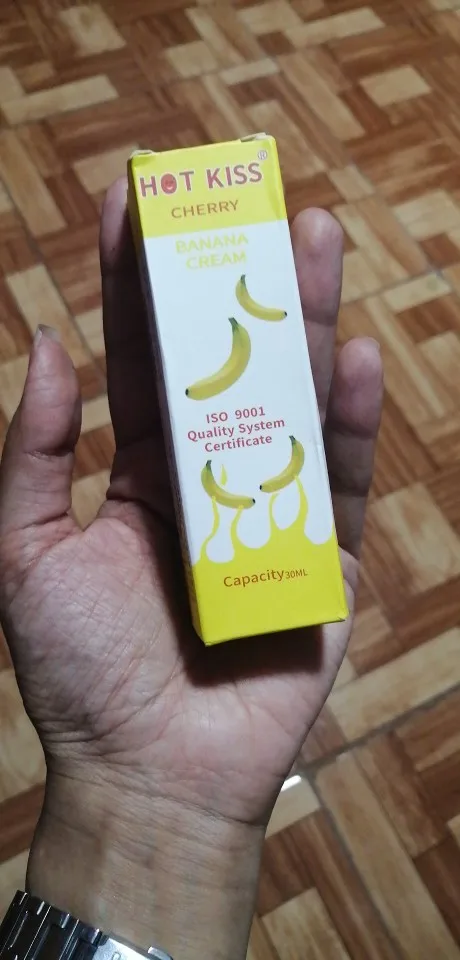 HOT KISS®
CHERRY
BANANA
CREAM
ISO 9001
Quality System
Certificate
Capacity30ML